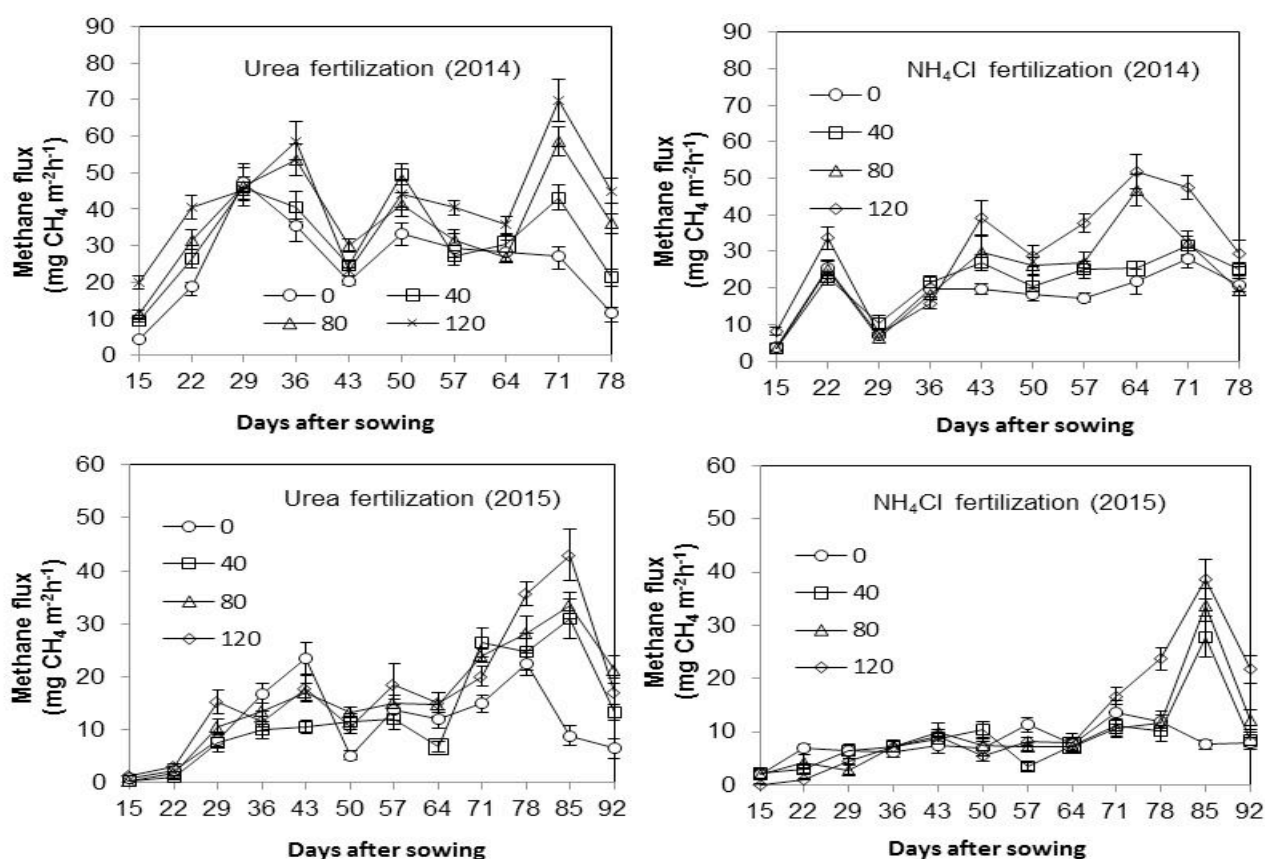 Urea fertilization (2014)
Methane flux
(mg CH₄ m⁻²h⁻¹)
90
80
70
60
50
40
30
20
10
0
0 40
80 120
15 22 29 36 43 50 57 64 71 78
Days after sowing
NH₄Cl fertilization (2014)
Methane flux
(mg CH₄ m⁻²h⁻¹)
90
80
70
60
50
40
30
20
10
0
0
40
80
120
15 22 29 36 43 50 57 64 71 78
Days after sowing
Urea fertilization (2015)
Methane flux
(mg CH₄ m⁻²h⁻¹)
60
50
40
30
20
10
0
0
40
80
120
15 22 29 36 43 50 57 64 71 78 85 92
Days after sowing
NH₄Cl fertilization (2015)
Methane flux
(mg CH₄ m⁻²h⁻¹)
60
50
40
30
20
10
0
0
40
80
120
15 22 29 36 43 50 57 64 71 78 85 92
Days after sowing